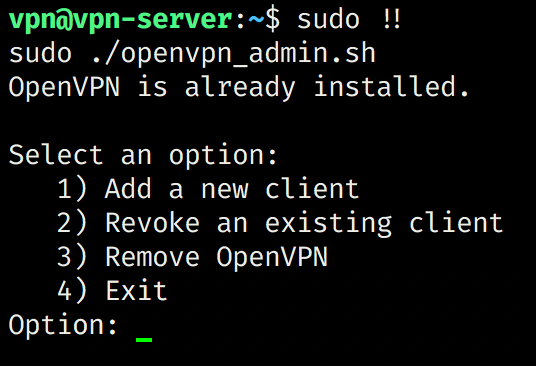 vpn@vpn-server:~$ sudo !!
sudo ./openvpn_admin.sh
OpenVPN is already installed.

Select an option:
   1) Add a new client
   2) Revoke an existing client
   3) Remove OpenVPN
   4) Exit
Option: